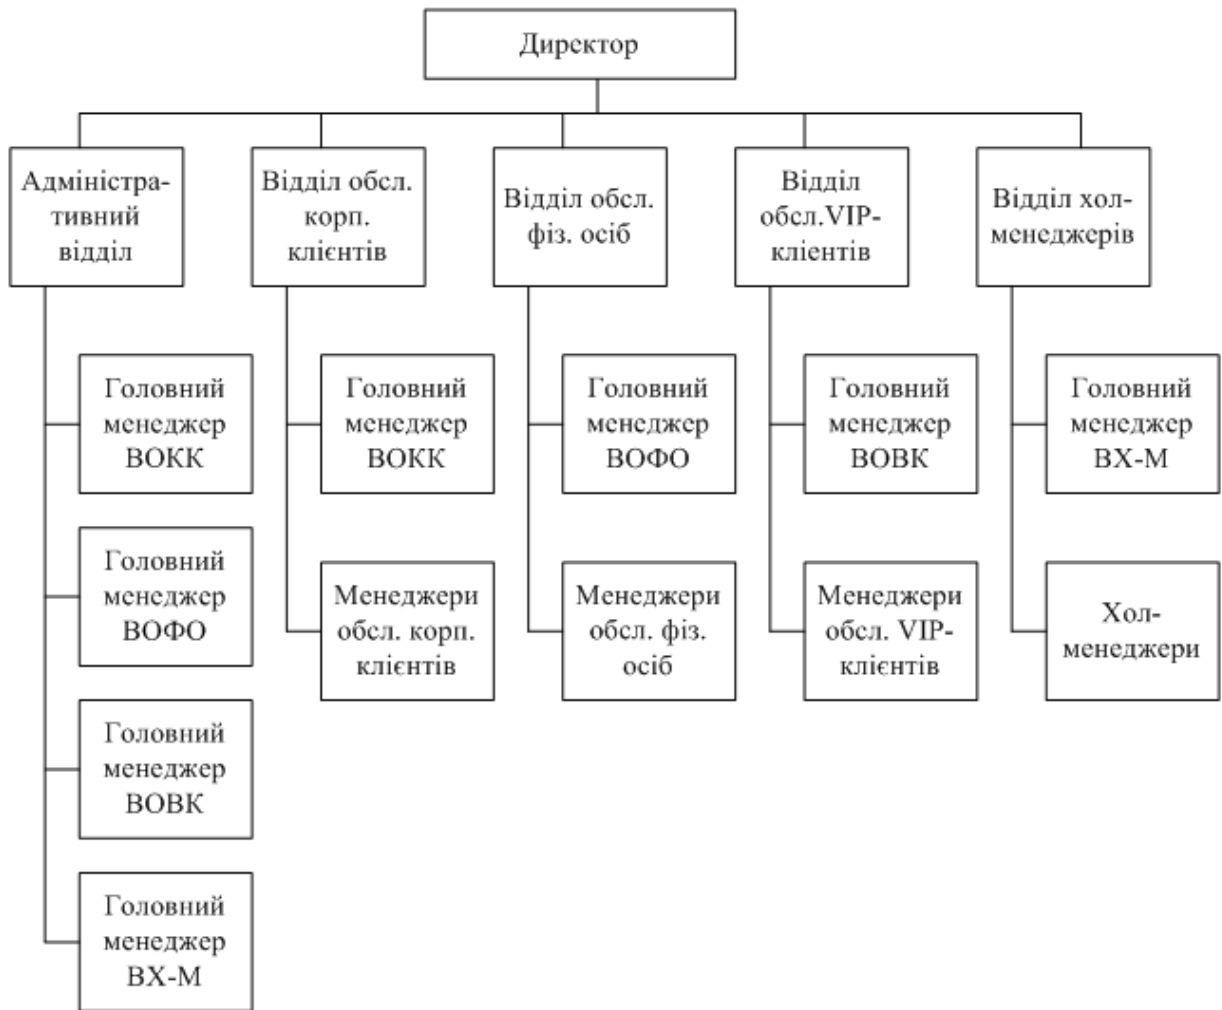 Директор
Адміністра-
тивний
відділ
Відділ обсл.
корп.
клієнтів
Відділ обсл.
фіз. осіб
Відділ
обсл.VIP-
кліентів
Відділ хол-
менеджерів
Головний
менеджер
ВОКК
Головний
менеджер
ВОКК
Головний
менеджер
ВОФО
Головний
менеджер
ВОВК
Головний
менеджер
ВХ-М
Головний
менеджер
ВОФО
Менеджери
обсл. корп.
клієнтів
Менеджери
обсл. фіз.
осіб
Менеджери
обсл. VIP-
клієнтів
Хол-
менеджери
Головний
менеджер
ВОВК
Головний
менеджер
ВХ-М